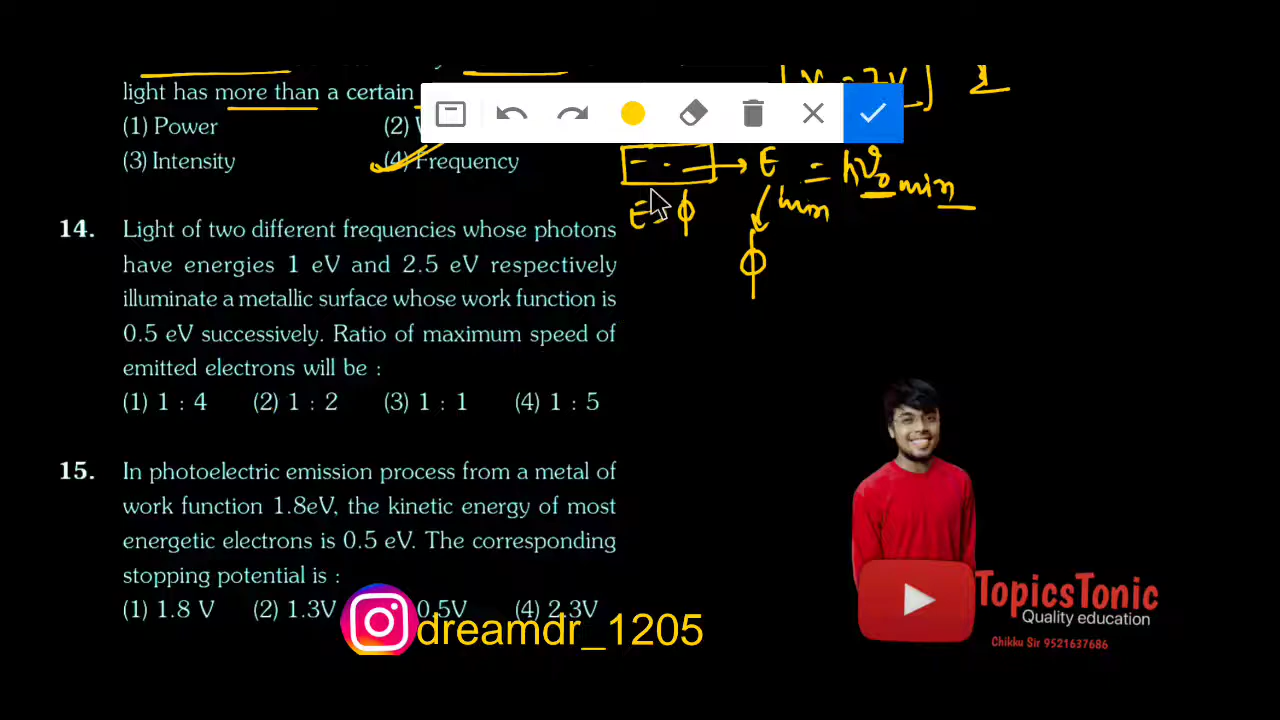 light has more than a certain
(1) Power
(2)
(3) Intensity
(4) Frequency
E = hν₀ min
min
E = ϕ
ϕ
14. Light of two different frequencies whose photons
have energies 1 eV and 2.5 eV respectively
illuminate a metallic surface whose work function is
0.5 eV successively. Ratio of maximum speed of
emitted electrons will be :
(1) 1 : 4 (2) 1 : 2 (3) 1 : 1 (4) 1 : 5
15. In photoelectric emission process from a metal of
work function 1.8eV, the kinetic energy of most
energetic electrons is 0.5 eV. The corresponding
stopping potential is :
(1) 1.8 V (2) 1.3V 0.5V (4) 2.3V
dreamdr_1205
TopicsTonic
Quality education
Chikku Sir 9521637686